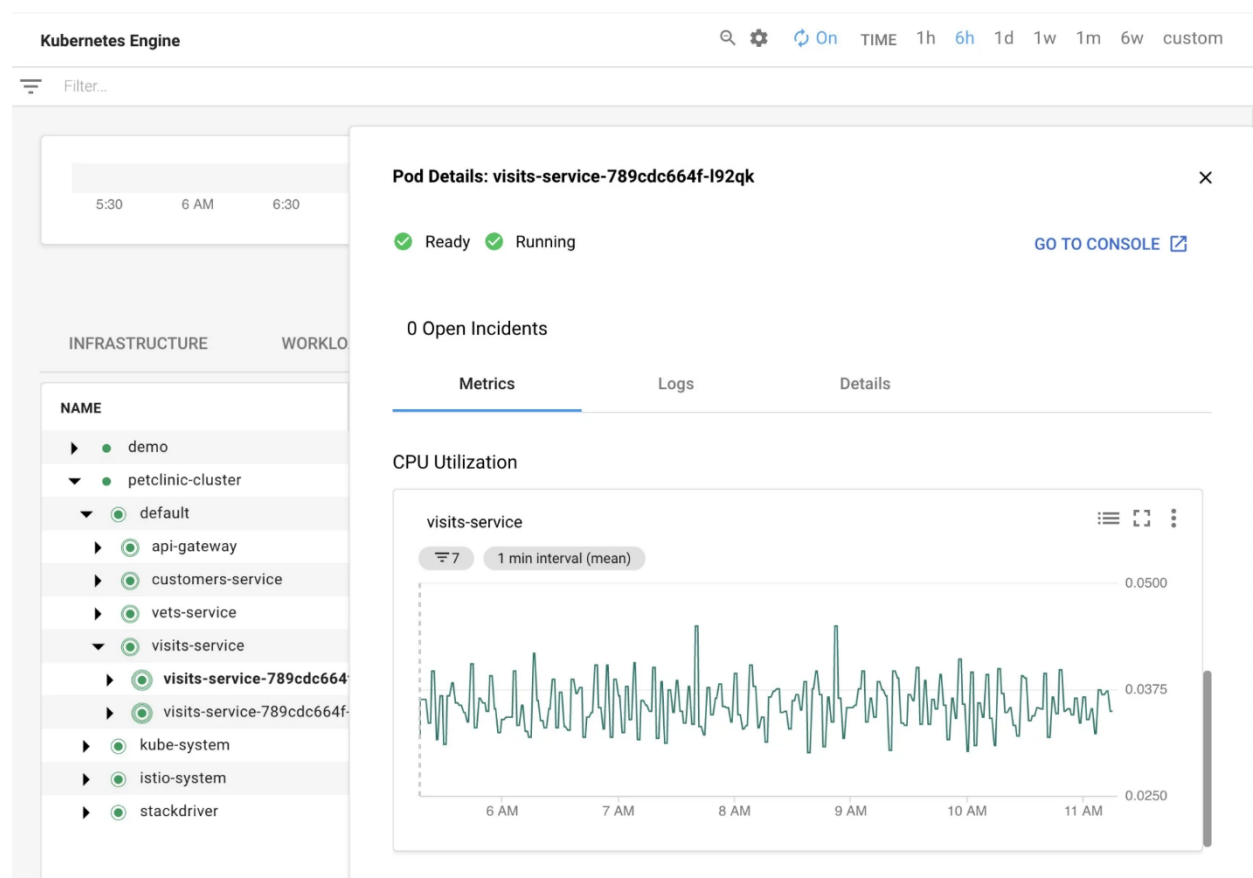 Kubernetes Engine
On TIME 1h 6h 1d 1w 1m 6w custom
Filter...
5:30 6 AM 6:30
INFRASTRUCTURE WORKLO
NAME
demo
petclinic-cluster
default
api-gateway
customers-service
vets-service
visits-service
visits-service-789cdc664f
visits-service-789cdc664f-
kube-system
istio-system
stackdriver
Pod Details: visits-service-789cdc664f-l92qk
Ready Running
GO TO CONSOLE
0 Open Incidents
Metrics Logs Details
CPU Utilization
visits-service
7 1 min interval (mean)
0.0500
0.0375
0.0250
6 AM 7 AM 8 AM 9 AM 10 AM 11 AM